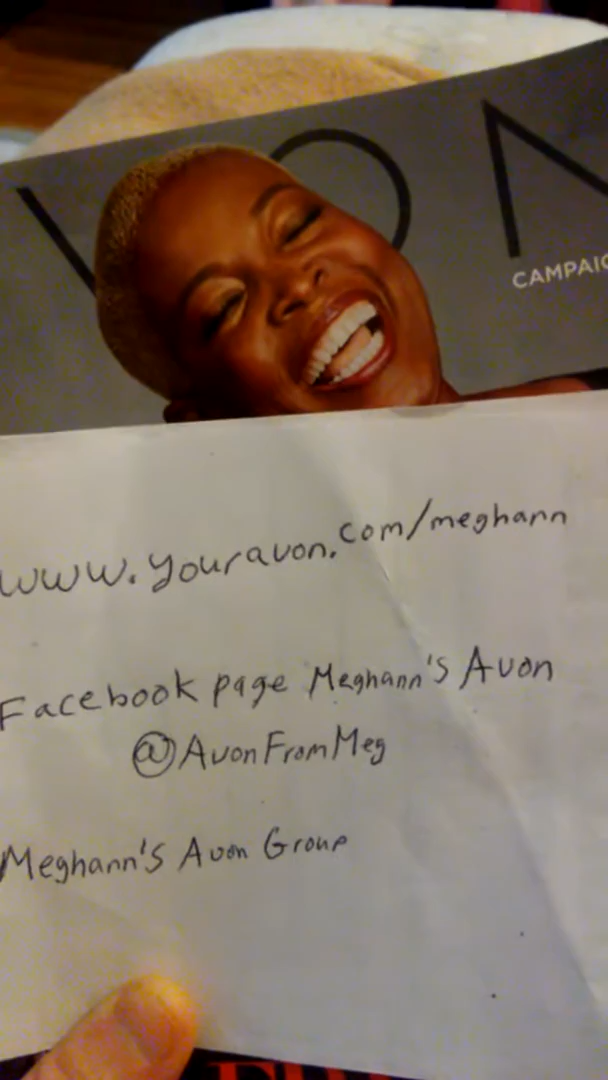 VON
CAMPAIG
www.youravon.com/meghann
Facebook page Meghann's Avon
@AvonFromMeg
Meghann's Avon Group